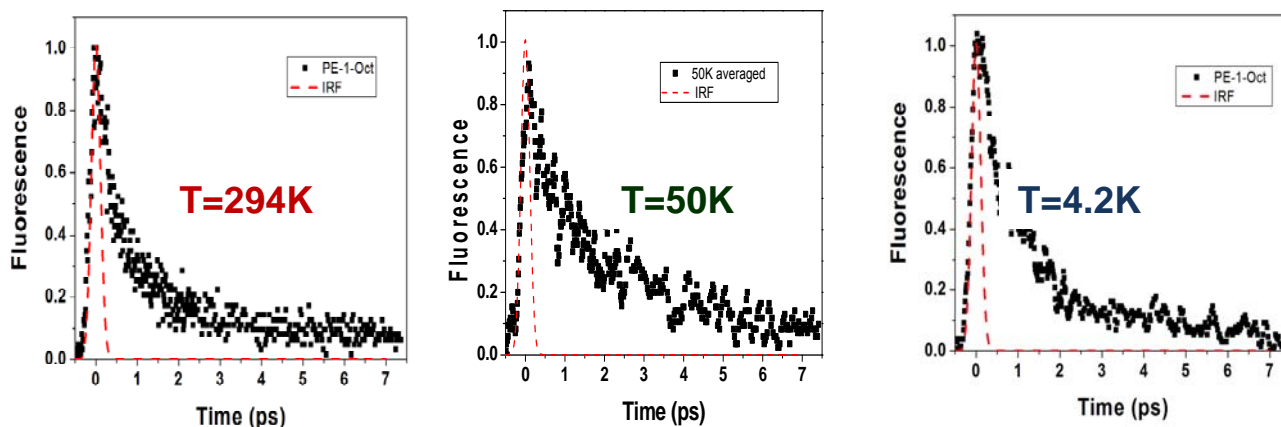 1.0
0.8
0.6
0.4
0.2
0.0
Fluorescence
PE-1-Oct
IRF
T=294K
0 1 2 3 4 5 6 7
Time (ps)
1.0
0.8
0.6
0.4
0.2
0.0
Fluorescence
50K averaged
IRF
T=50K
0 1 2 3 4 5 6 7
Time (ps)
1.0
0.8
0.6
0.4
0.2
0.0
Fluorescence
PE-1-Oct
IRF
T=4.2K
0 1 2 3 4 5 6 7
Time (ps)